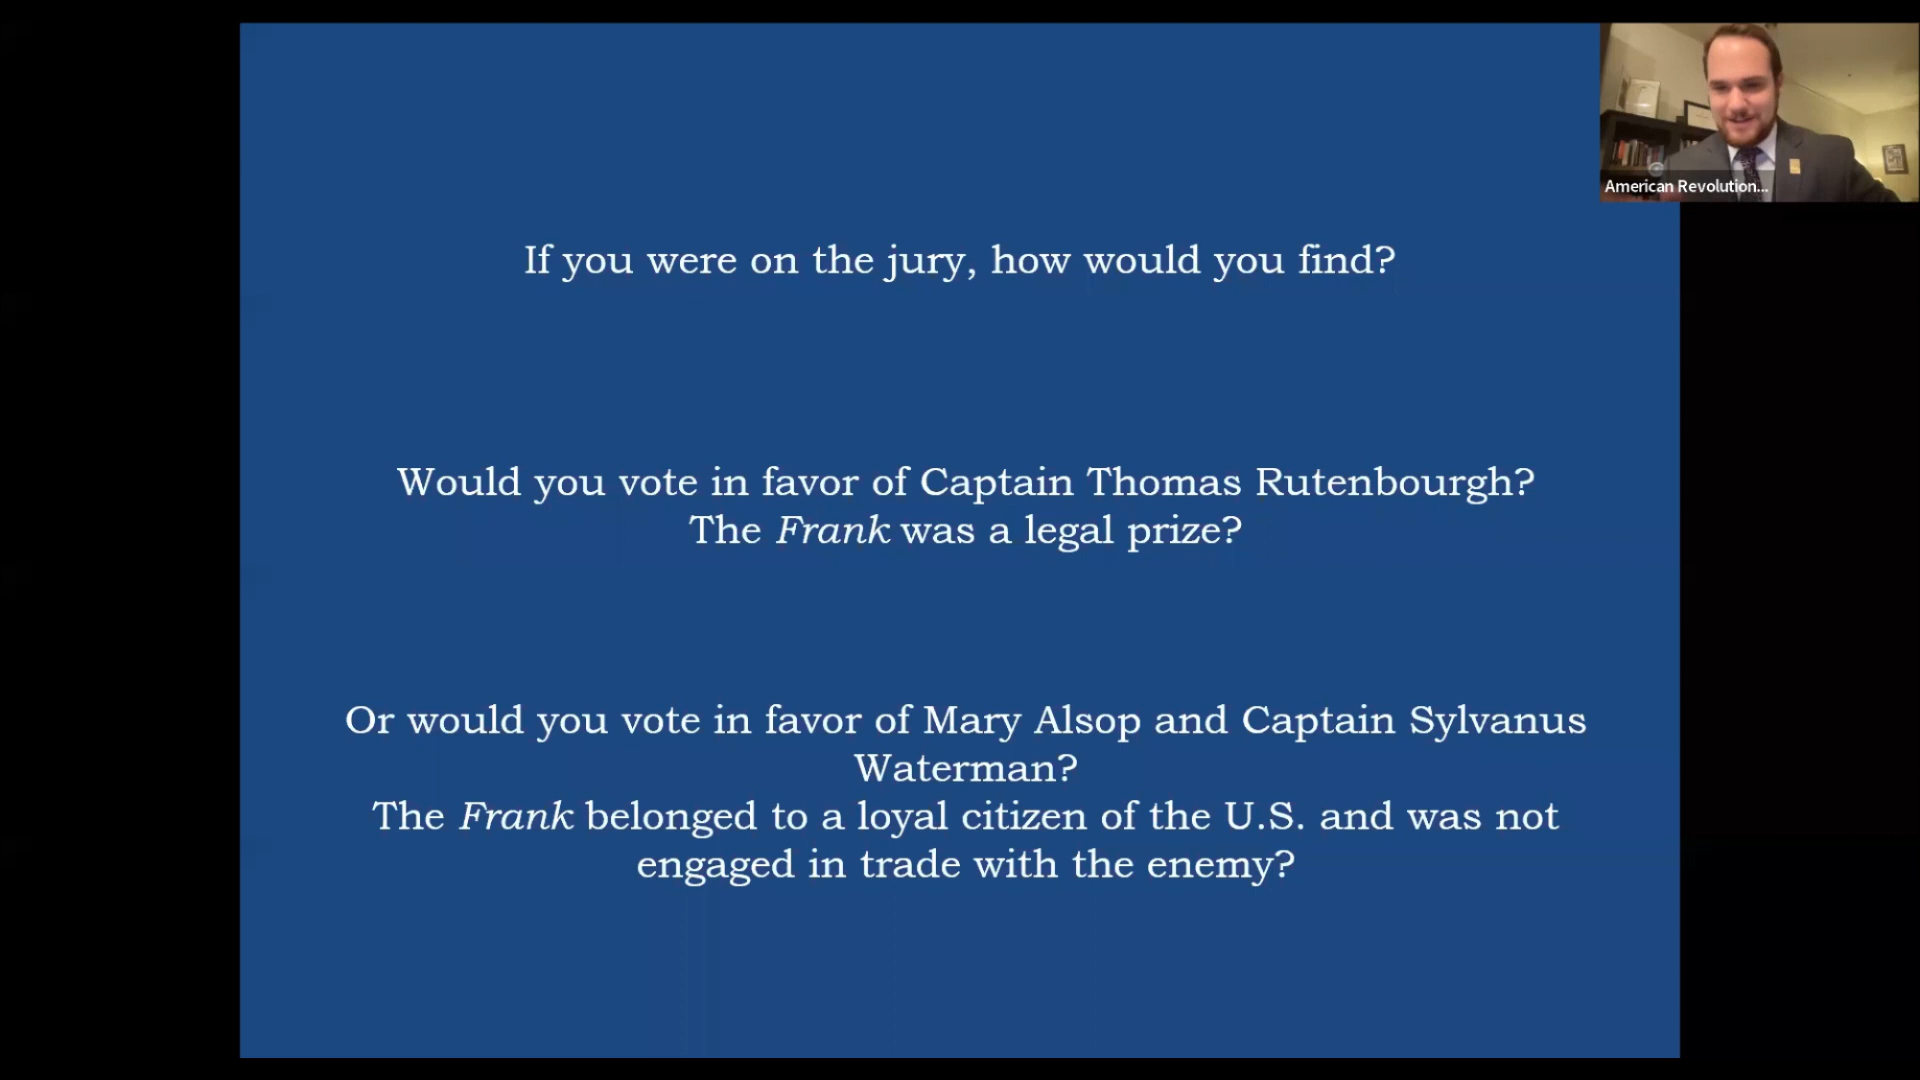 American Revolution...
If you were on the jury, how would you find?
Would you vote in favor of Captain Thomas Rutenbourgh?
The Frank was a legal prize?
Or would you vote in favor of Mary Alsop and Captain Sylvanus
Waterman?
The Frank belonged to a loyal citizen of the U.S. and was not
engaged in trade with the enemy?